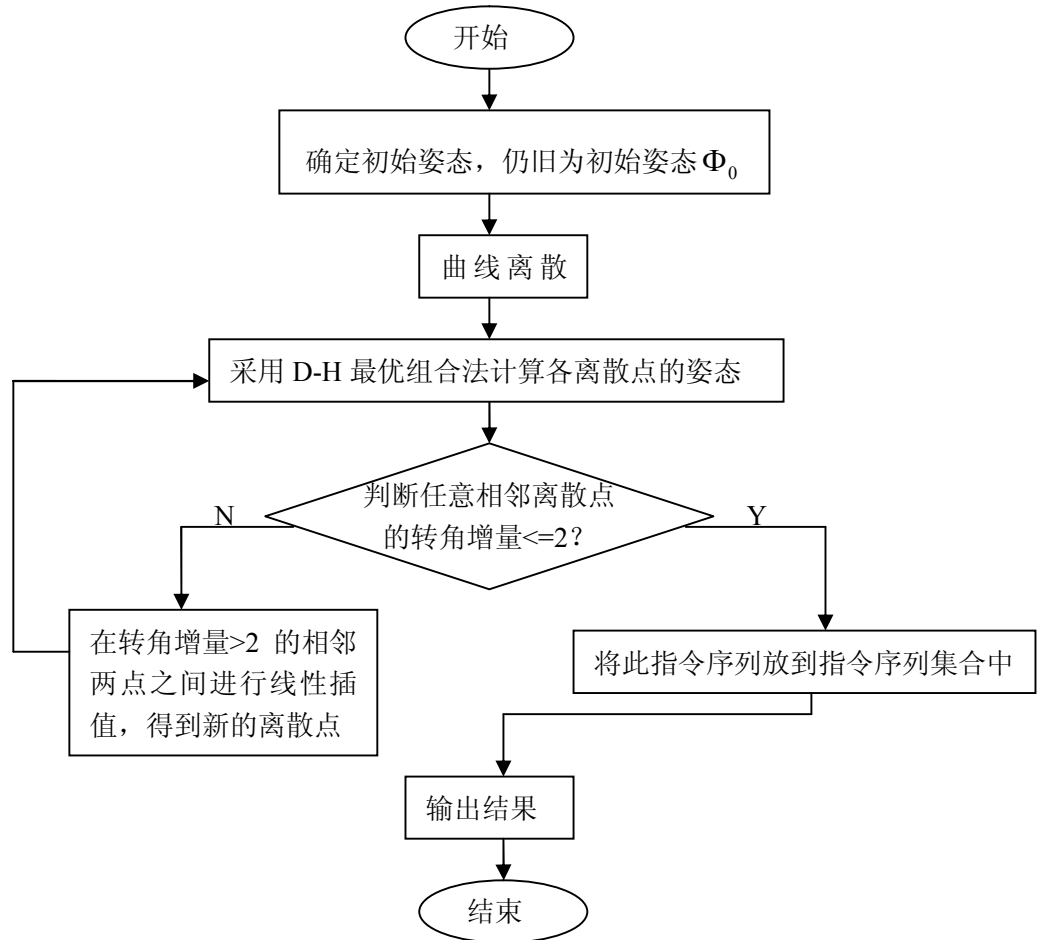 开始
确定初始姿态，仍旧为初始姿态Φ₀
曲线离散
采用 D-H 最优组合法计算各离散点的姿态
判断任意相邻离散点
的转角增量<=2？
N
Y
在转角增量>2 的相邻
两点之间进行线性插
值，得到新的离散点
将此指令序列放到指令序列集合中
输出结果
结束